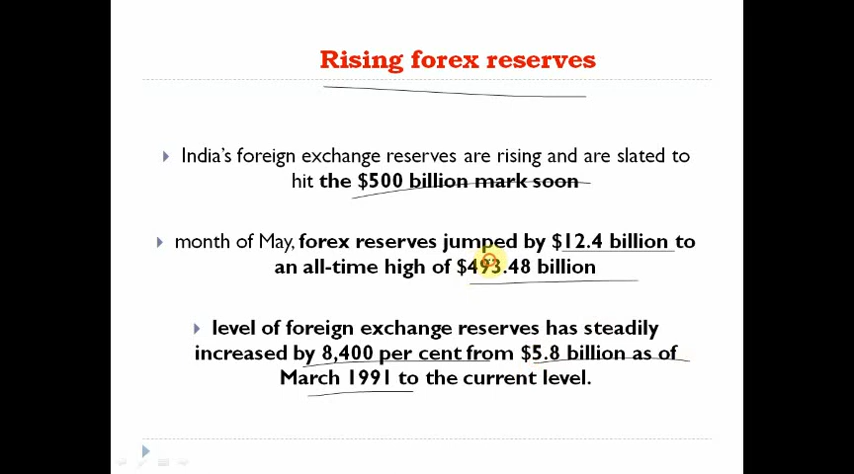 Rising forex reserves
India's foreign exchange reserves are rising and are slated to
hit the $500 billion mark soon
month of May, forex reserves jumped by $12.4 billion to
an all-time high of $493.48 billion
level of foreign exchange reserves has steadily
increased by 8,400 per cent from $5.8 billion as of
March 1991 to the current level.